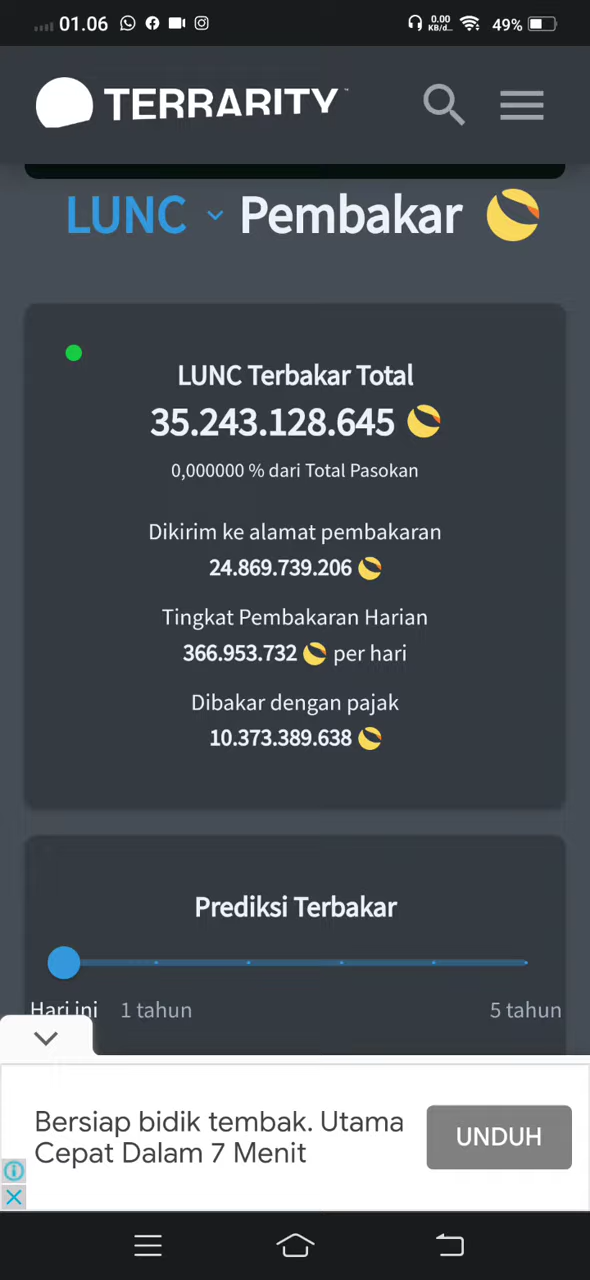 01.06
0.00
KB/d...
49%
TERRARITY
LUNC Pembakar
LUNC Terbakar Total
35.243.128.645
0,000000 % dari Total Pasokan
Dikirim ke alamat pembakaran
24.869.739.206
Tingkat Pembakaran Harian
366.953.732 per hari
Dibakar dengan pajak
10.373.389.638
Prediksi Terbakar
Hari ini 1 tahun 5 tahun
Bersiap bidik tembak. Utama
Cepat Dalam 7 Menit
UNDUH